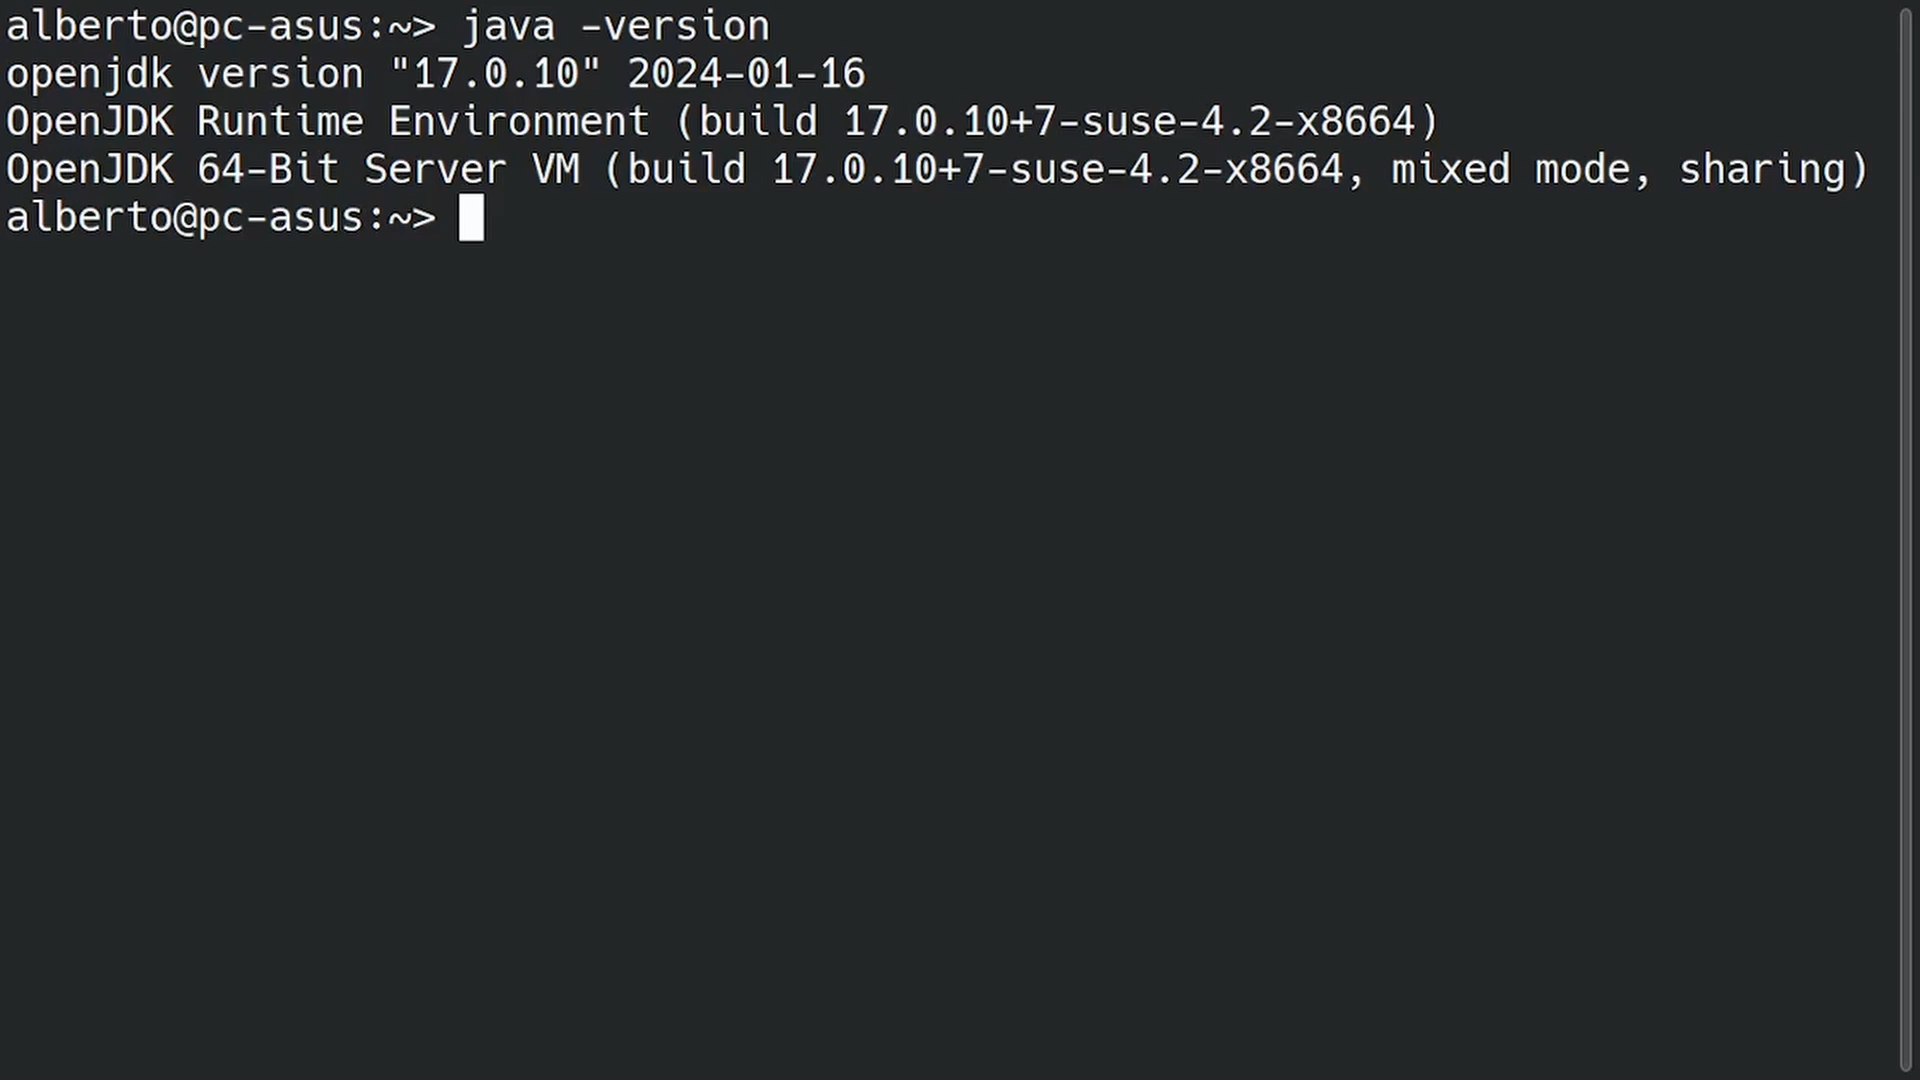 alberto@pc-asus:~> java -version
openjdk version "17.0.10" 2024-01-16
OpenJDK Runtime Environment (build 17.0.10+7-suse-4.2-x8664)
OpenJDK 64-Bit Server VM (build 17.0.10+7-suse-4.2-x8664, mixed mode, sharing)
alberto@pc-asus:~>